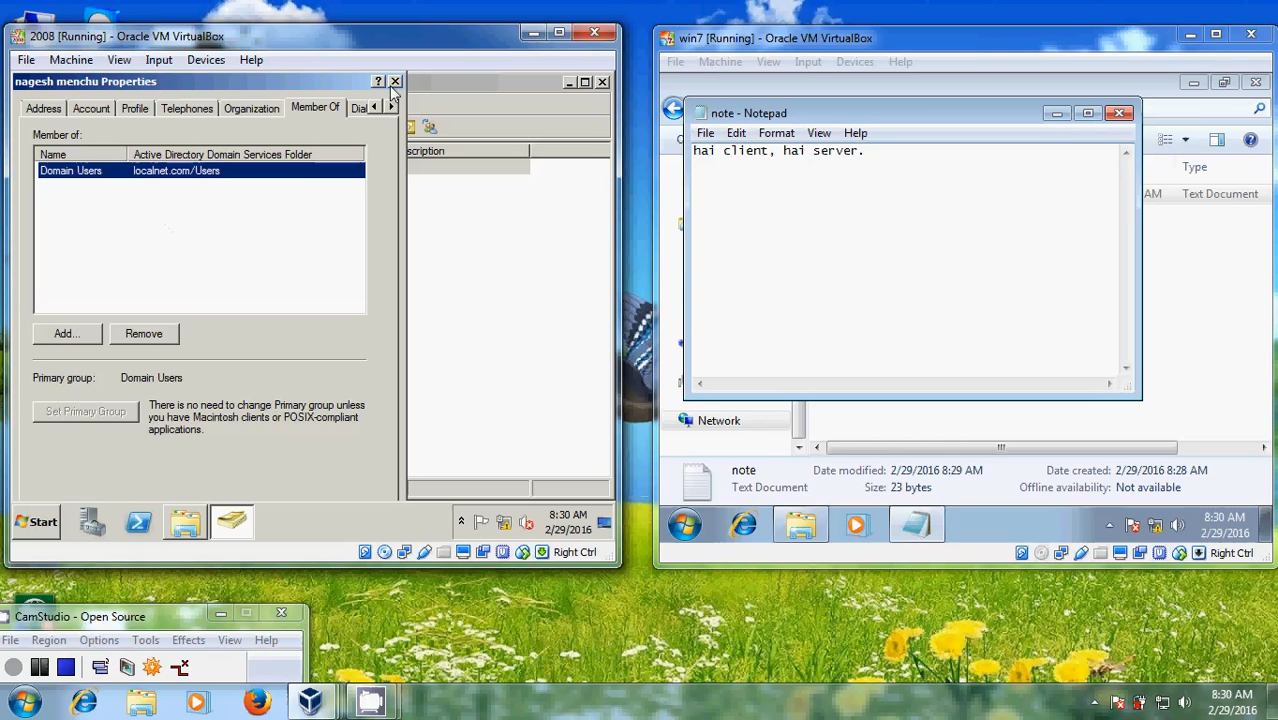 2008 [Running] - Oracle VM VirtualBox
File Machine View Input Devices Help
nagesh menchu Properties
?
Address Account Profile Telephones Organization Member Of Dial
Member of:
Name Active Directory Domain Services Folder
Domain Users localnet.com/Users
Add... Remove
Primary group: Domain Users
Set Primary Group
There is no need to change Primary group unless
you have Macintosh clients or POSIX-compliant
applications.
scription
Start
8:30 AM
2/29/2016
Right Ctrl
win7 [Running] - Oracle VM VirtualBox
File Machine View Input Devices Help
note - Notepad
File Edit Format View Help
hai client, hai server.
Type
AM Text Document
Network
note Date modified: 2/29/2016 8:29 AM Date created: 2/29/2016 8:28 AM
Text Document Size: 23 bytes Offline availability: Not available
8:30 AM
2/29/2016
Right Ctrl
CamStudio - Open Source
File Region Options Tools Effects View Help
8:30 AM
2/29/2016